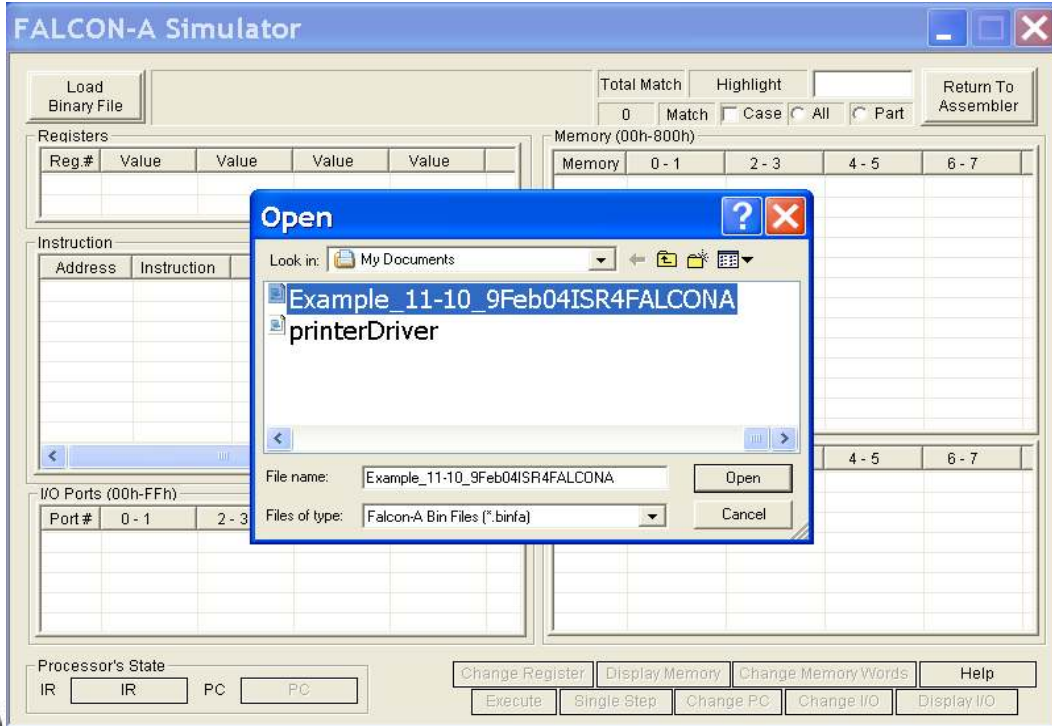 FALCON-A Simulator
Load Binary File
Total Match Highlight
0 Match Case All Part
Return To Assembler
Registers
Reg.# Value Value Value Value
Memory (00h-800h)
Memory 0 - 1 2 - 3 4 - 5 6 - 7
Open
Look in: My Documents
Example_11-10_9Feb04ISR4FALCONA
printerDriver
File name: Example_11-10_9Feb04ISR4FALCONA Open
Files of type: Falcon-A Bin Files (*.binfa) Cancel
Instruction
Address Instruction
4 - 5 6 - 7
I/O Ports (00h-FFh)
Port# 0 - 1 2 - 3
Processor's State
IR IR PC PC
Change Register Display Memory Change Memory Words Help
Execute Single Step Change PC Change I/O Display I/O